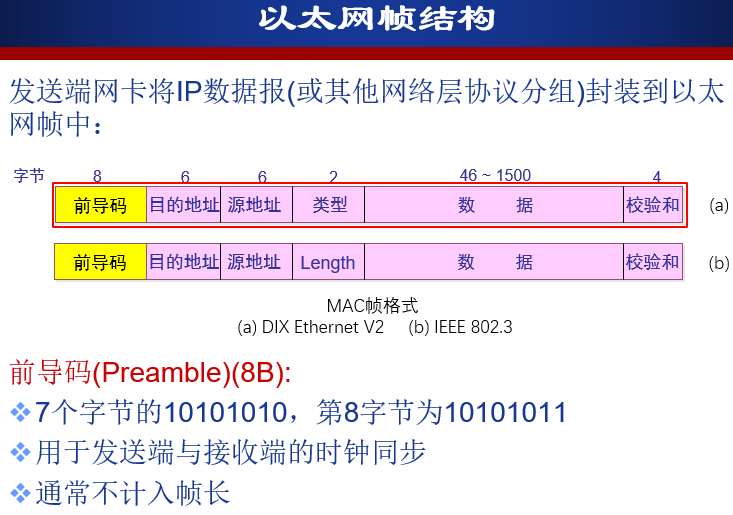 以太网帧结构
发送端网卡将IP数据报(或其他网络层协议分组)封装到以太
网帧中：
字节 8 6 6 2 46 ~ 1500 4
前导码 目的地址 源地址 类型 数 据 校验和 (a)
前导码 目的地址 源地址 Length 数 据 校验和 (b)
MAC帧格式
(a) DIX Ethernet V2 (b) IEEE 802.3
前导码(Preamble)(8B):
❖7个字节的10101010，第8字节为10101011
❖用于发送端与接收端的时钟同步
❖通常不计入帧长